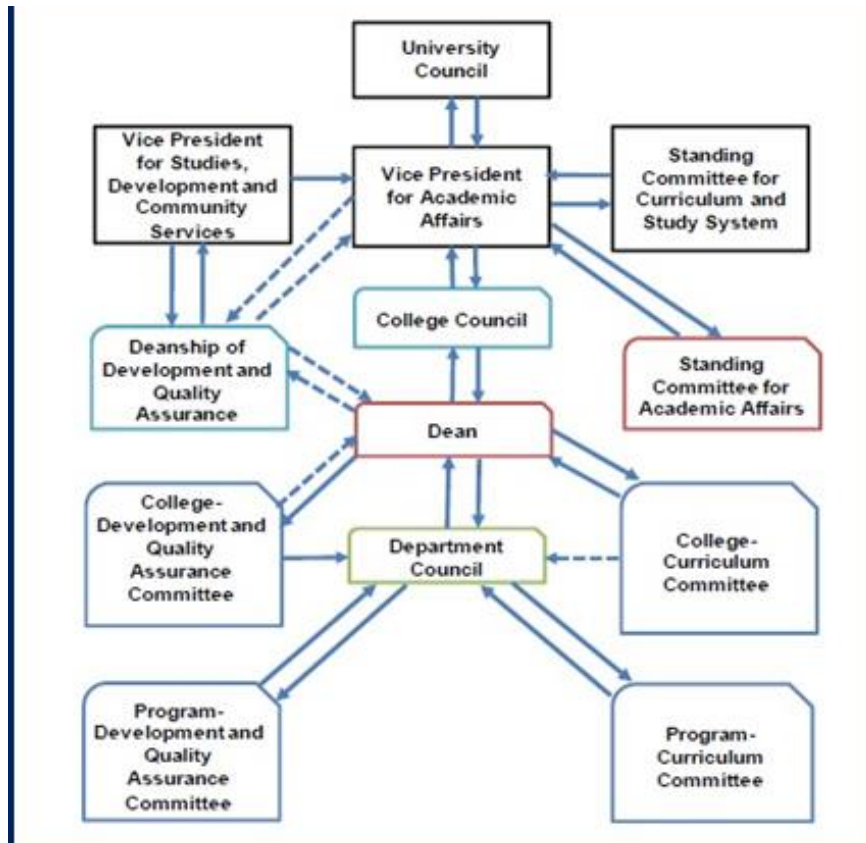 University
Council
Vice President
for Studies,
Development and
Community
Services
Vice President
for Academic
Affairs
Standing
Committee for
Curriculum and
Study System
Deanship of
Development and
Quality
Assurance
College Council
Standing
Committee for
Academic Affairs
Dean
College-
Development and
Quality
Assurance
Committee
Department
Council
College-
Curriculum
Committee
Program-
Development and
Quality
Assurance
Committee
Program-
Curriculum
Committee